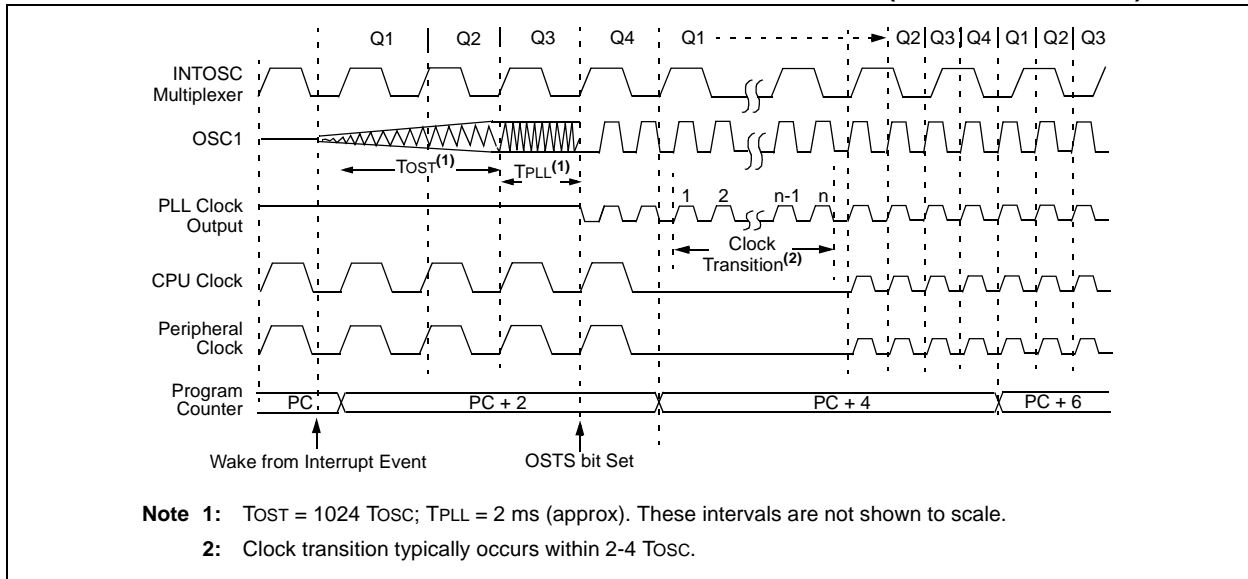 Q1 Q2 Q3 Q4 Q1 Q2 Q3 Q4 Q1 Q2 Q3
INTOSC
Multiplexer
OSC1
TOST(1) TPLL(1)
1 2 n-1 n
PLL Clock
Output
Clock
Transition(2)
CPU Clock
Peripheral
Clock
Program
Counter
PC PC + 2 PC + 4 PC + 6
Wake from Interrupt Event OSTS bit Set
Note 1: TOST = 1024 TOSC; TPLL = 2 ms (approx). These intervals are not shown to scale.
2: Clock transition typically occurs within 2-4 TOSC.